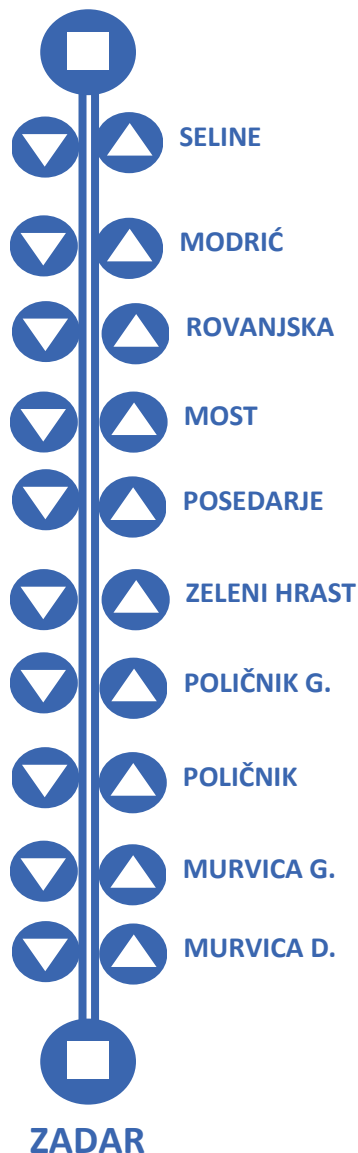 SELINE
MODRIĆ
ROVANJSKA
MOST
POSEDARJE
ZELENI HRAST
POLIČNIK G.
POLIČNIK
MURVICA G.
MURVICA D.
ZADAR